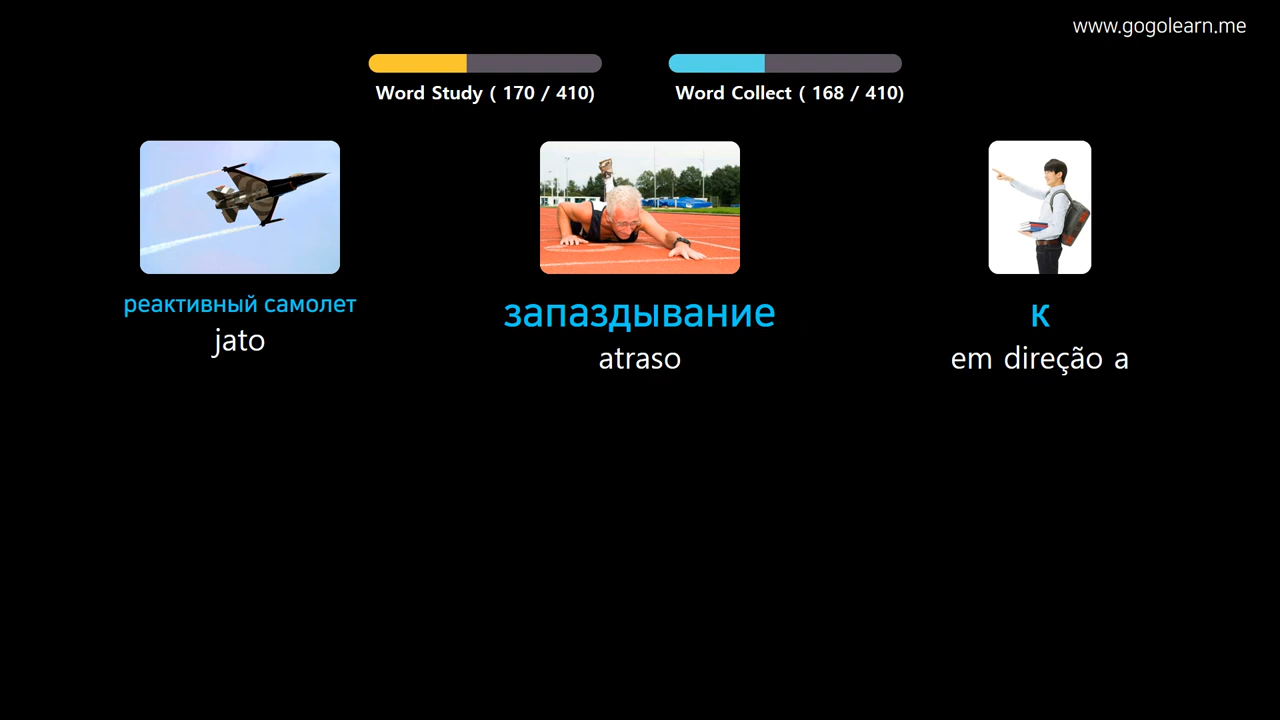 www.gogolearn.me
Word Study ( 170 / 410)
Word Collect ( 168 / 410)
реактивный самолет
jato
запаздывание
atraso
к
em direção a